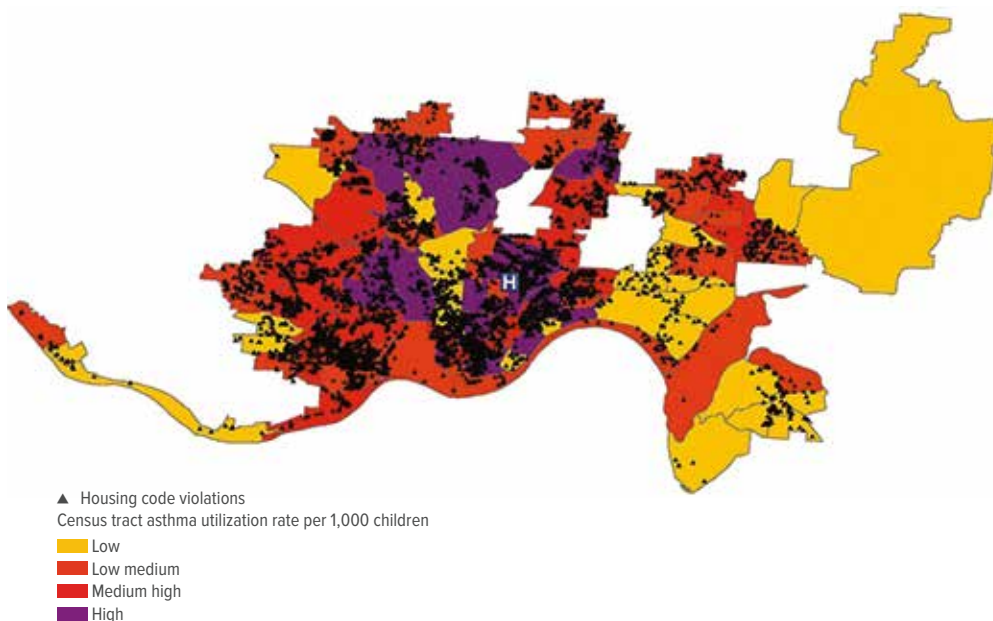 H
▲ Housing code violations
Census tract asthma utilization rate per 1,000 children
Low
Low medium
Medium high
High